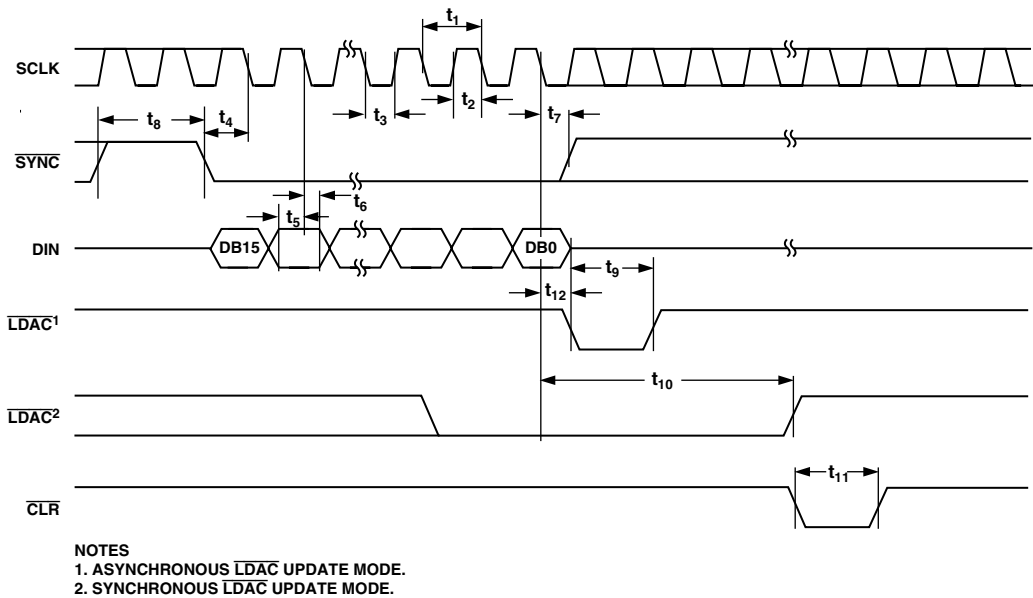 t1
SCLK
t2
t3
t4
t7
t8
SYNC
t6
t5
DIN
DB15
DB0
t9
t12
LDAC1
t10
LDAC2
t11
CLR
NOTES
1. ASYNCHRONOUS LDAC UPDATE MODE.
2. SYNCHRONOUS LDAC UPDATE MODE.